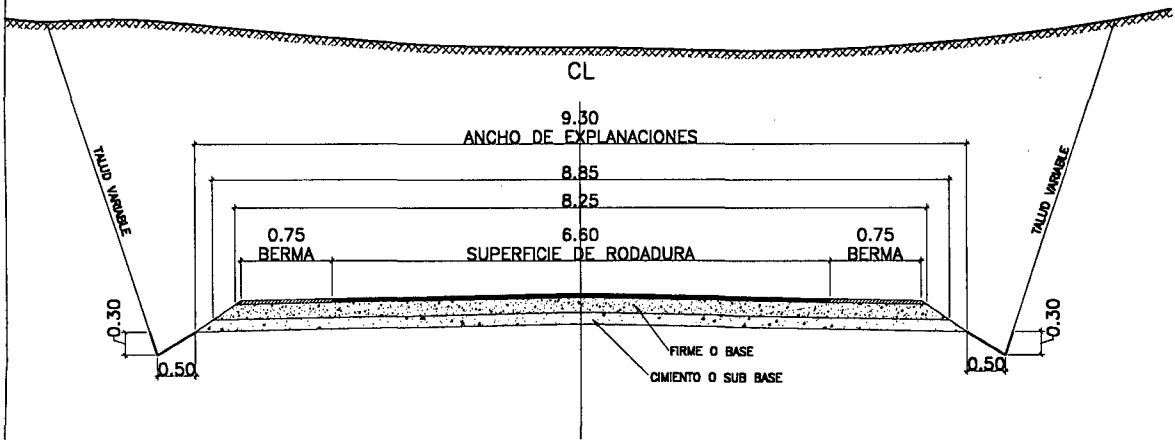 CL
9.30
ANCHO DE EXPLANACIONES
8.85
8.25
0.75
BERMA
6.60
SUPERFICIE DE RODADURA
0.75
BERMA
TALUD VARIABLE
TALUD VARIABLE
0.30
0.30
0.50
0.50
FIRME O BASE
CIMIENTO O SUB BASE